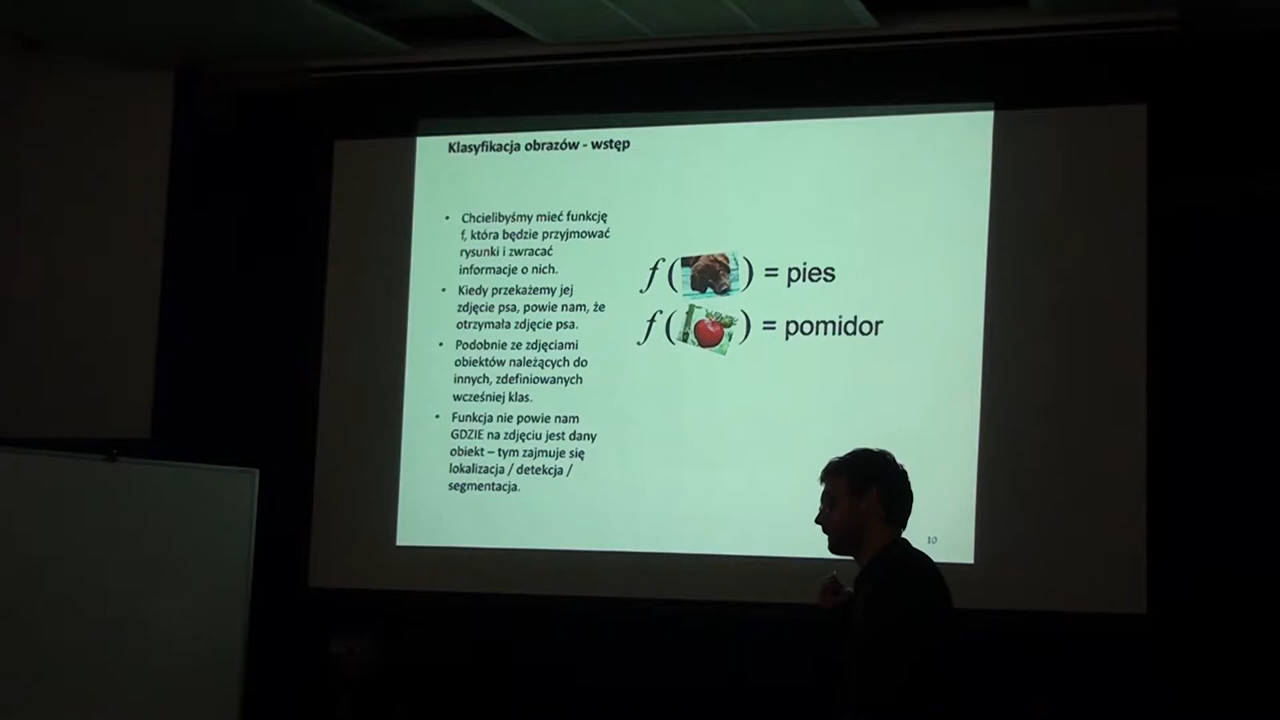 Klasyfikacja obrazów - wstęp
• Chcielibyśmy mieć funkcję
f, która będzie przyjmować
rysunki i zwracać
informacje o nich.
• Kiedy przekażemy jej
zdjęcie psa, powie nam, że
otrzymała zdjęcie psa.
• Podobnie ze zdjęciami
obiektów należących do
innych, zdefiniowanych
wcześniej klas.
• Funkcja nie powie nam
GDZIE na zdjęciu jest dany
obiekt – tym zajmuje się
lokalizacja / detekcja /
segmentacja.
f ( ) = pies
f ( ) = pomidor
10